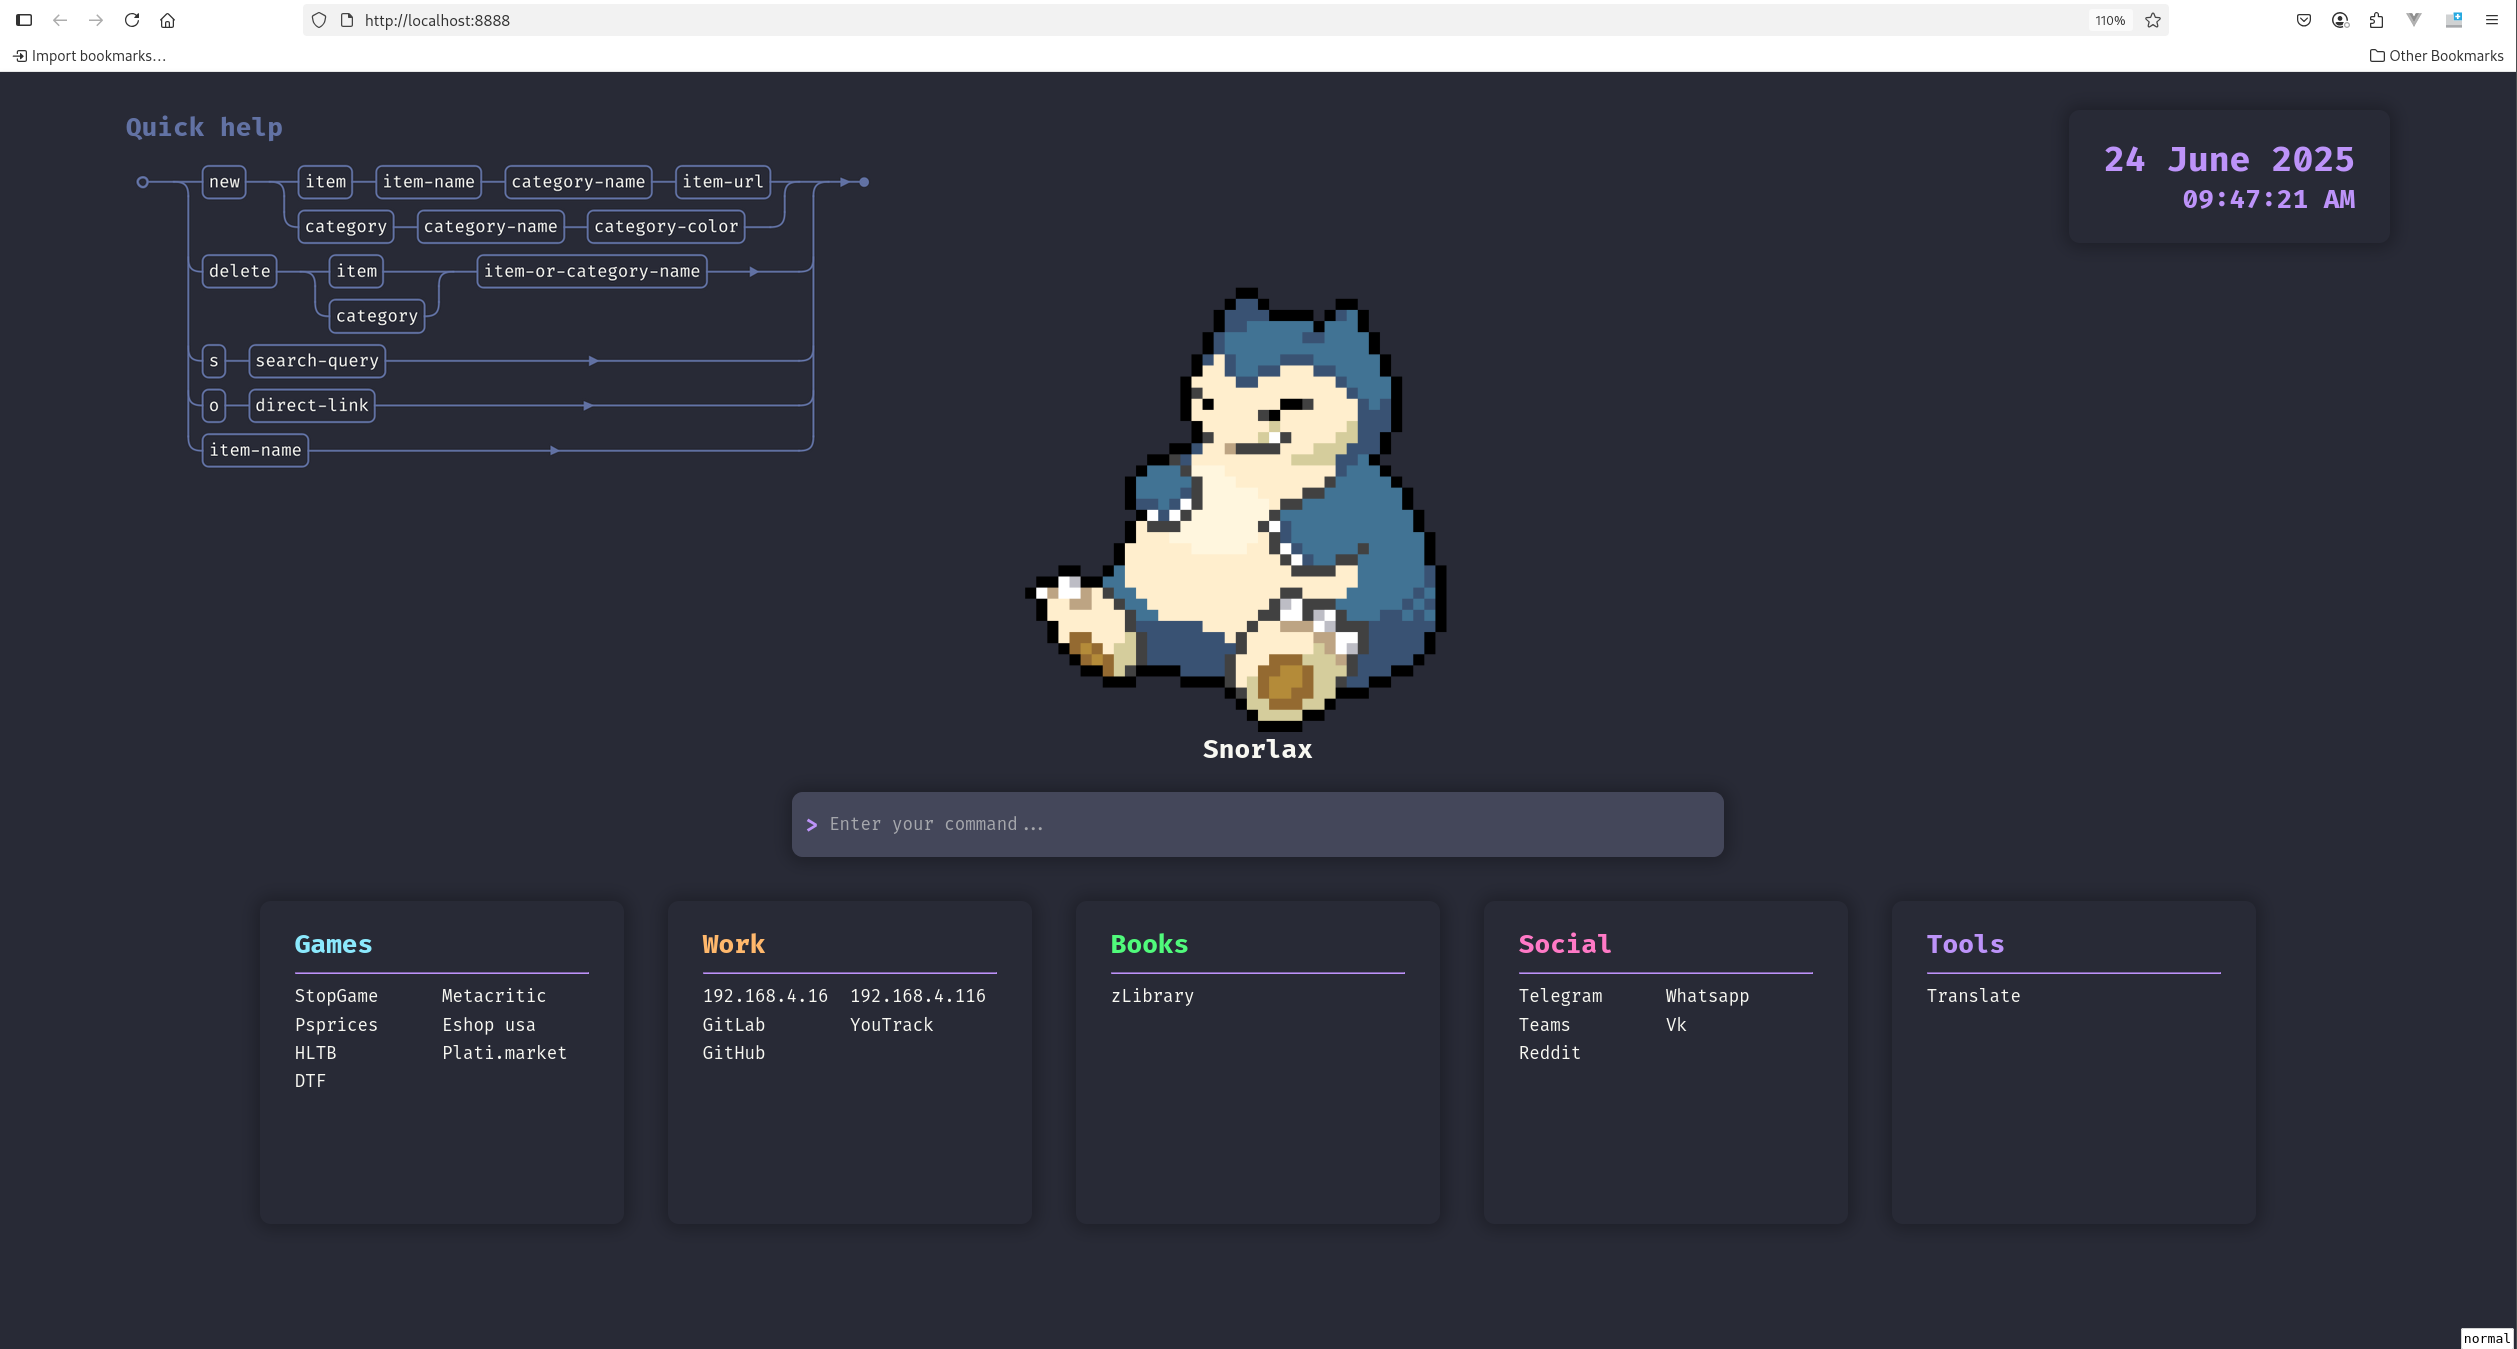 http://localhost:8888
110%
Import bookmarks...
Other Bookmarks
Quick help
new item item-name category-name item-url
category category-name category-color
delete item item-or-category-name
category
s search-query
o direct-link
item-name
24 June 2025
09:47:21 AM
Snorlax
> Enter your command...
Games
StopGame Metacritic
Psprices Eshop usa
HLTB Plati.market
DTF
Work
192.168.4.16 192.168.4.116
GitLab YouTrack
GitHub
Books
zLibrary
Social
Telegram Whatsapp
Teams Vk
Reddit
Tools
Translate
normal